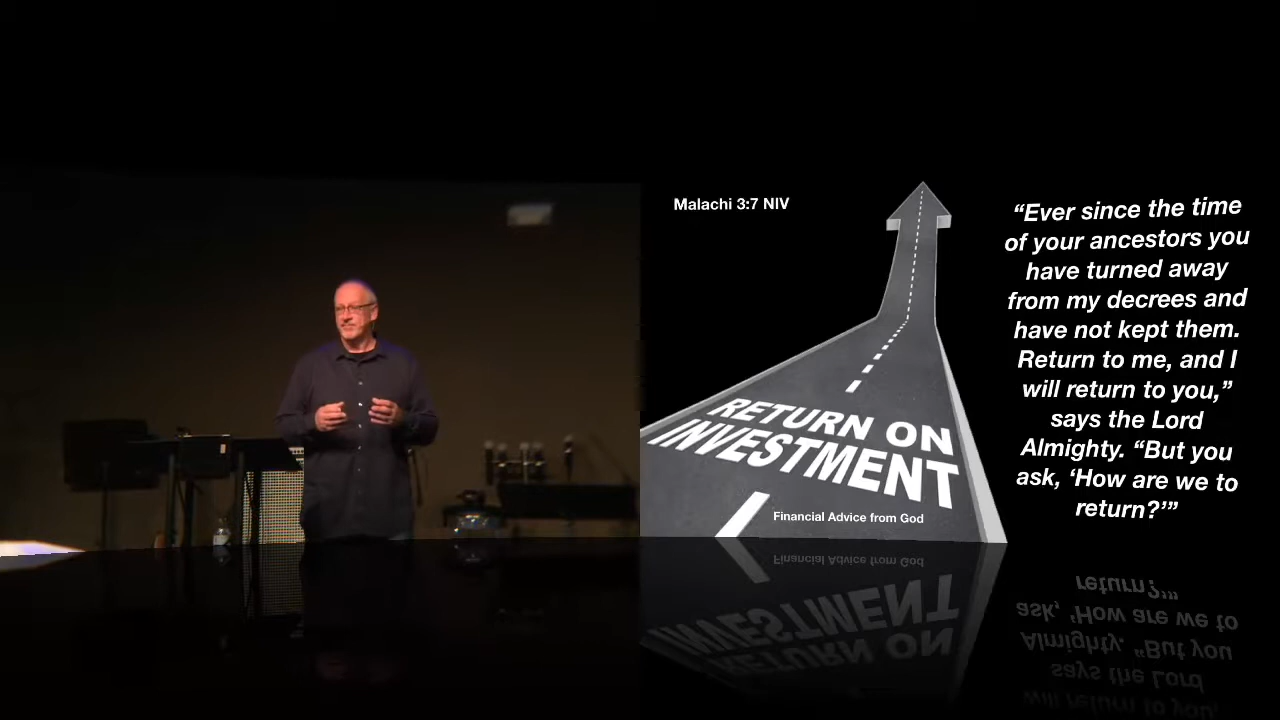 Malachi 3:7 NIV
RETURN ON
INVESTMENT
Financial Advice from God
“Ever since the time
of your ancestors you
have turned away
from my decrees and
have not kept them.
Return to me, and I
will return to you,”
says the Lord
Almighty. “But you
ask, ‘How are we to
return?’”